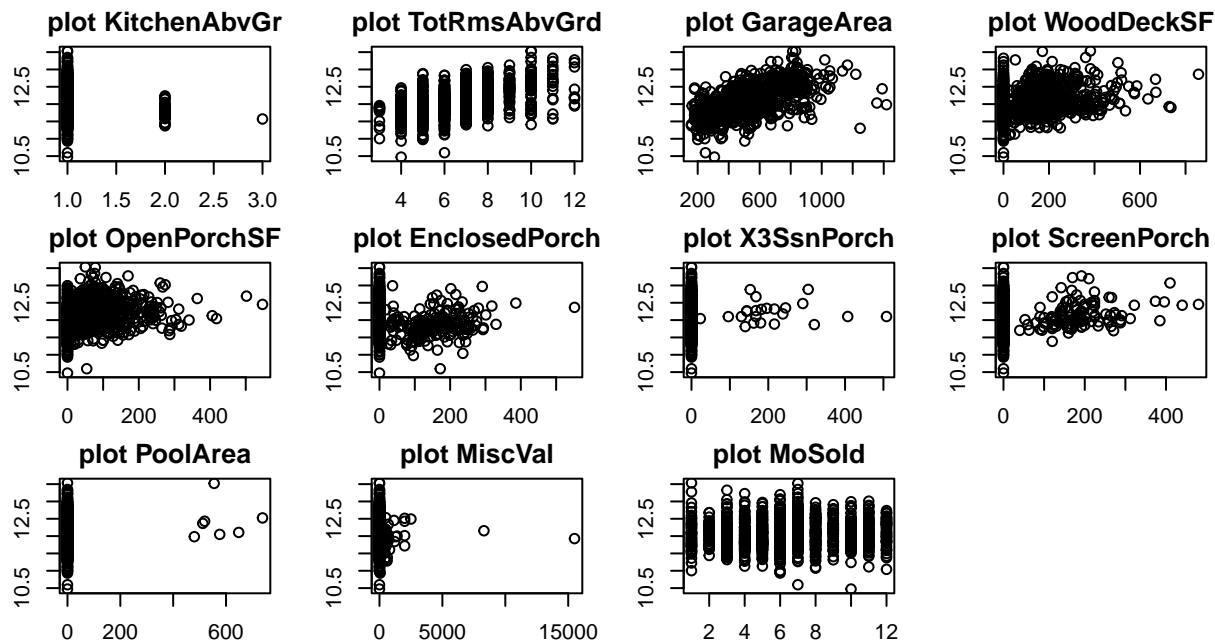 plot KitchenAbvGr
plot TotRmsAbvGrd
plot GarageArea
plot WoodDeckSF
10.5 12.5
1.0 1.5 2.0 2.5 3.0
10.5 12.5
4 6 8 10 12
10.5 12.5
200 600 1000
10.5 12.5
0 200 600
plot OpenPorchSF
plot EnclosedPorch
plot X3SsnPorch
plot ScreenPorch
10.5 12.5
0 200 400
10.5 12.5
0 200 400
10.5 12.5
0 200 400
10.5 12.5
0 200 400
plot PoolArea
plot MiscVal
plot MoSold
10.5 12.5
0 200 600
10.5 12.5
0 5000 15000
10.5 12.5
2 4 6 8 12